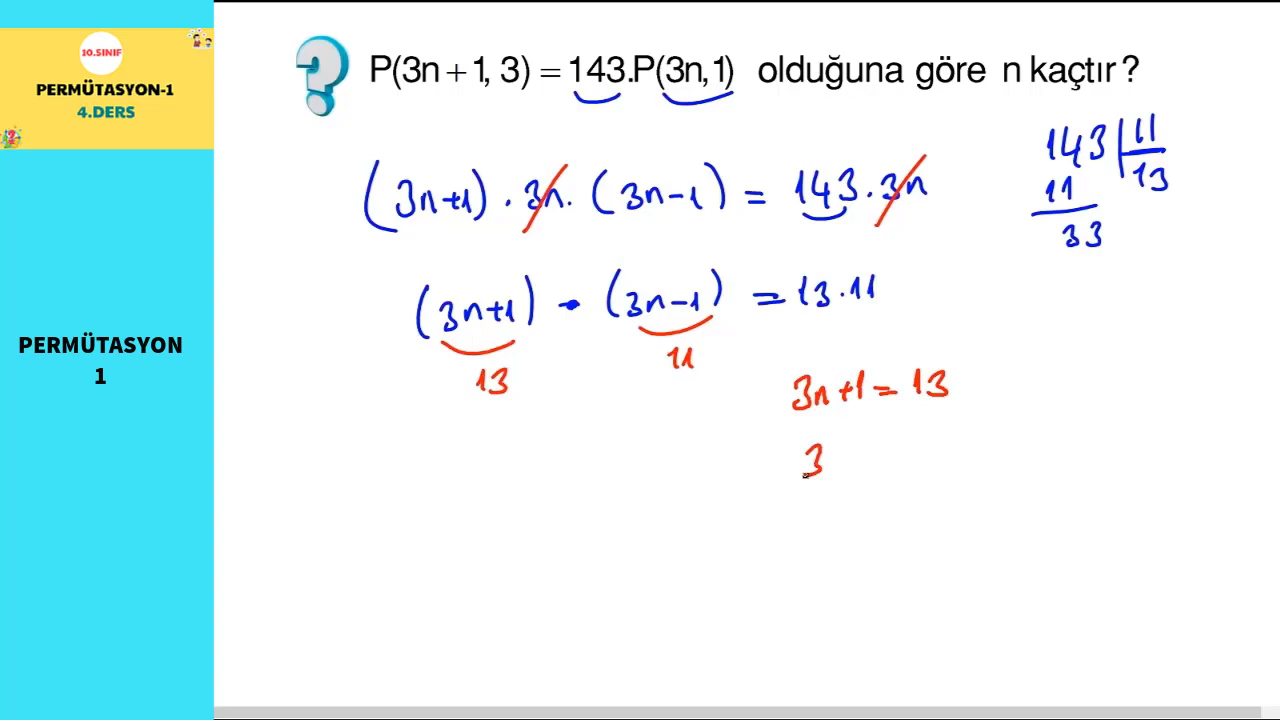 10.SINIF
PERMÜTASYON-1
4.DERS
PERMÜTASYON
1
P(3n+1, 3) = 143.P(3n, 1) olduğuna göre n kaçtır?
(3n+1) . 3n . (3n-1) = 143 . 3n
143 11
11 13
33
(3n+1) . (3n-1) = 13.11
13 11
3n+1 = 13
3